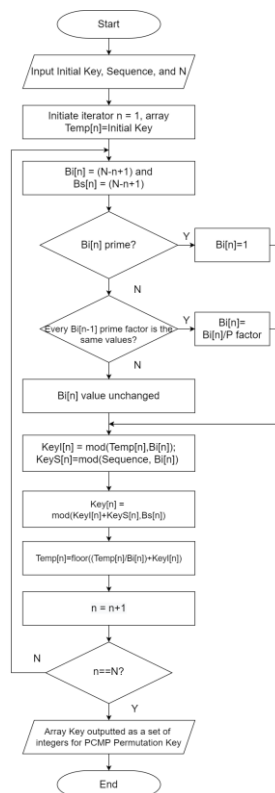 Start
Input Initial Key, Sequence, and N
Initiate iterator n = 1, array
Temp[n]=Initial Key
Bi[n] = (N-n+1) and
Bs[n] = (N-n+1)
Bi[n] prime?
Y
Bi[n]=1
N
Every Bi[n-1] prime factor is the
same values?
Y
Bi[n]=
Bi[n]/P factor
N
Bi[n] value unchanged
KeyI[n] = mod(Temp[n],Bi[n]);
KeyS[n]=mod(Sequence, Bi[n])
Key[n] =
mod(KeyI[n]+KeyS[n],Bs[n])
Temp[n]=floor((Temp[n]/Bi[n])+KeyI[n])
n = n+1
N
n==N?
Y
Array Key outputted as a set of
integers for PCMP Permutation Key
End